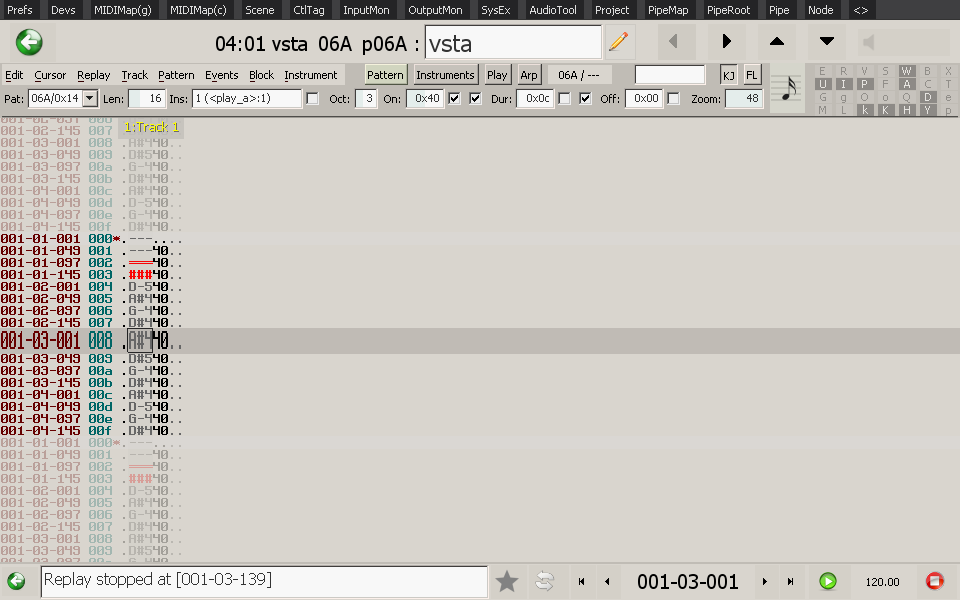 Prefs Devs MIDIMap(g) MIDIMap(c) Scene CtlTag InputMon OutputMon SysEx AudioTool Project PipeMap PipeRoot Pipe Node <>
04:01 vsta 06A p06A : vsta
Edit Cursor Replay Track Pattern Events Block Instrument Pattern Instruments Play Arp 06A / --- KJ FL
E R V S W B X
U I P F A C F
Pat: 06A/0x14 Len: 16 Ins: 1 (<play_a>:1) Oct: 3 On: 0x40 Dur: 0x0c Off: 0x00 Zoom: 48
G g O o Q D e
M L k K H Y p
1:Track 1
001-02-145 007
001-03-001 008 .A#440..
001-03-049 009 .D#540..
001-03-097 00a .G-440..
001-03-145 00b .D#440..
001-04-001 00c .A#440..
001-04-049 00d .D-540..
001-04-097 00e .G-440..
001-04-145 00f .D#440..
001-01-001 000*.---....
001-01-049 001 .---40..
001-01-097 002 .===40..
001-01-145 003 .###40..
001-02-001 004 .D-540..
001-02-049 005 .A#440..
001-02-097 006 .G-440..
001-02-145 007 .D#440..
001-03-001 008 .A#440..
001-03-049 009 .D#540..
001-03-097 00a .G-440..
001-03-145 00b .D#440..
001-04-001 00c .A#440..
001-04-049 00d .D-540..
001-04-097 00e .G-440..
001-04-145 00f .D#440..
001-01-001 000*.---....
001-01-049 001 .---40..
001-01-097 002 .===40..
001-01-145 003 .###40..
001-02-001 004 .D-540..
001-02-049 005 .A#440..
001-02-097 006 .G-440..
001-02-145 007 .D#440..
001-03-001 008 .A#440..
001-03-049 009 .D#540..
Replay stopped at [001-03-139] 001-03-001 120.00